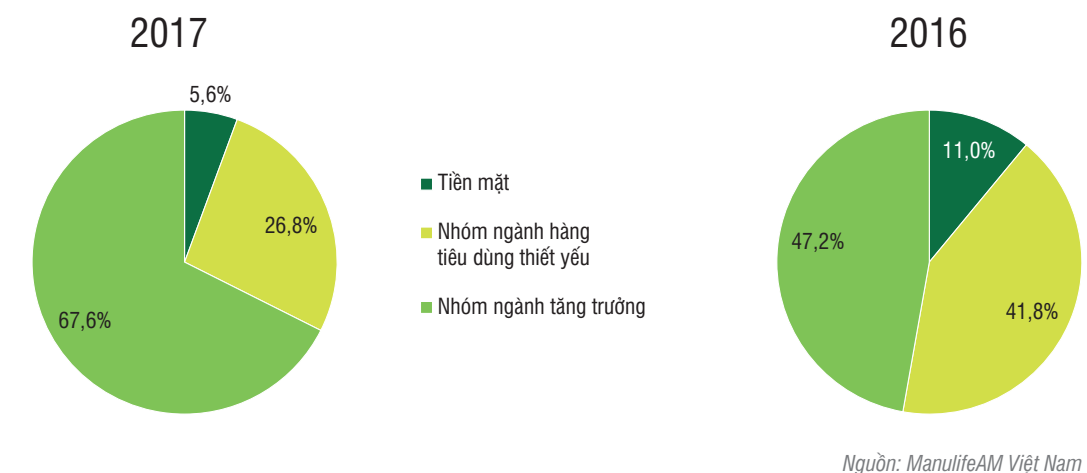 2017
2016
5,6%
26,8%
67,6%
Tiền mặt
Nhóm ngành hàng
tiêu dùng thiết yếu
Nhóm ngành tăng trưởng
11,0%
47,2%
41,8%
Nguồn: ManulifeAM Việt Nam